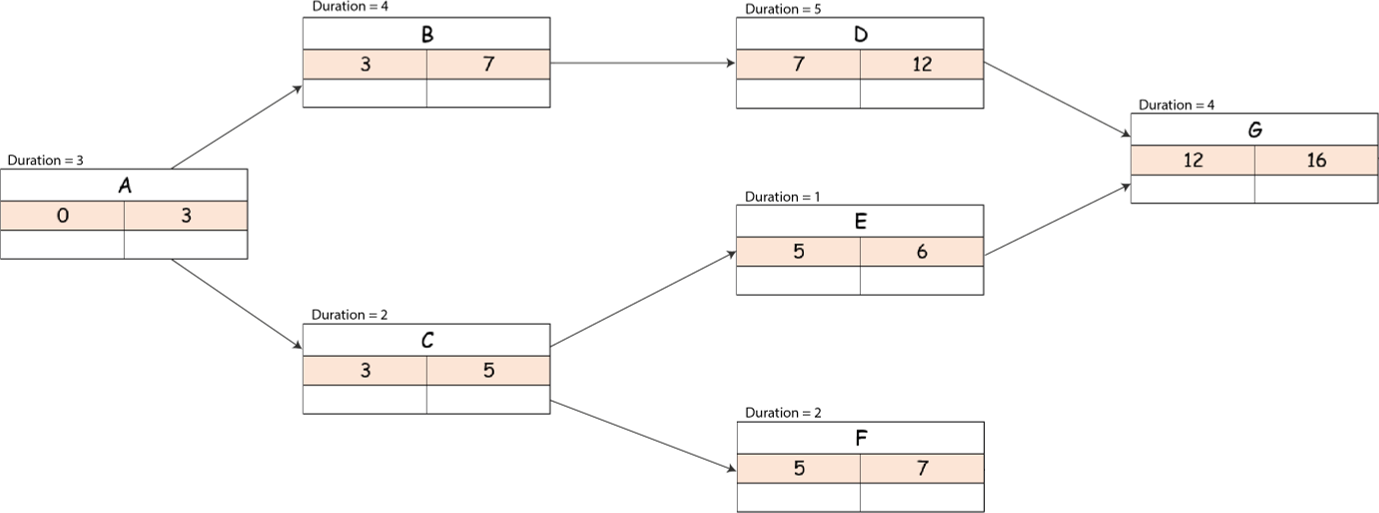 Duration = 4
B
3 7
Duration = 5
D
7 12
Duration = 4
G
12 16
Duration = 3
A
0 3
Duration = 1
E
5 6
Duration = 2
C
3 5
Duration = 2
F
5 7